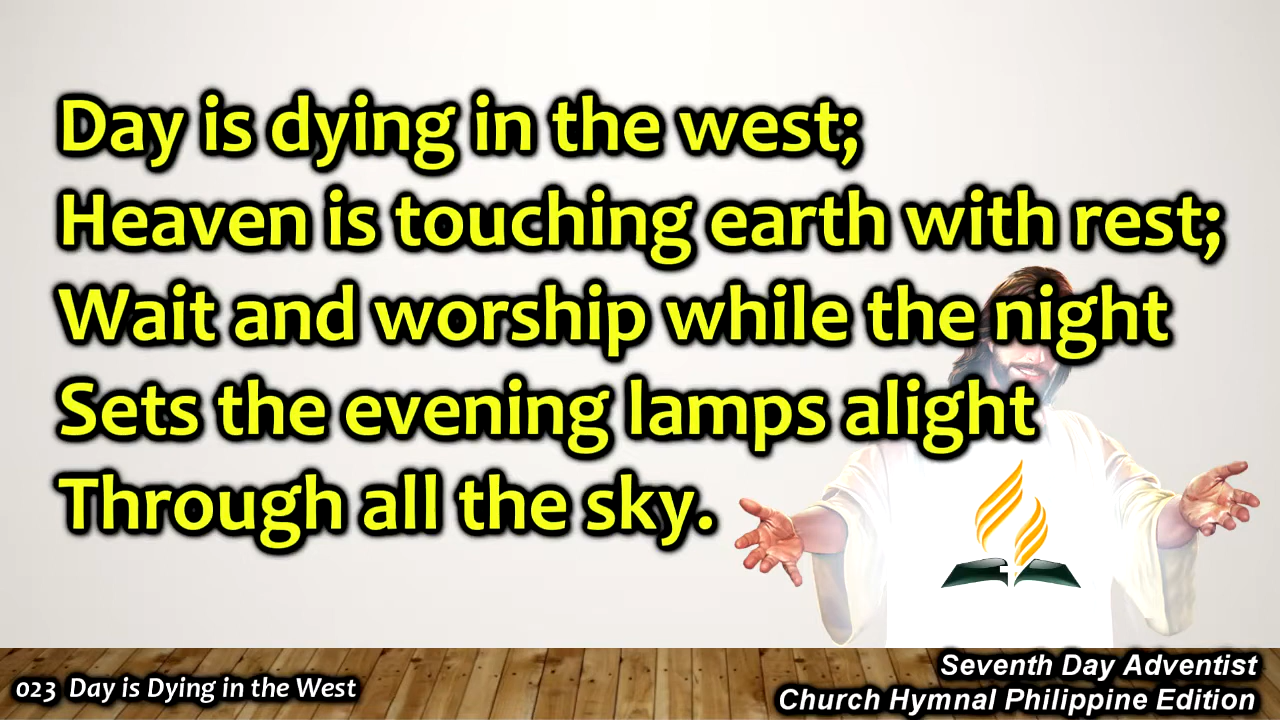 Day is dying in the west;
Heaven is touching earth with rest;
Wait and worship while the night
Sets the evening lamps alight
Through all the sky.
023 Day is Dying in the West
Seventh Day Adventist
Church Hymnal Philippine Edition